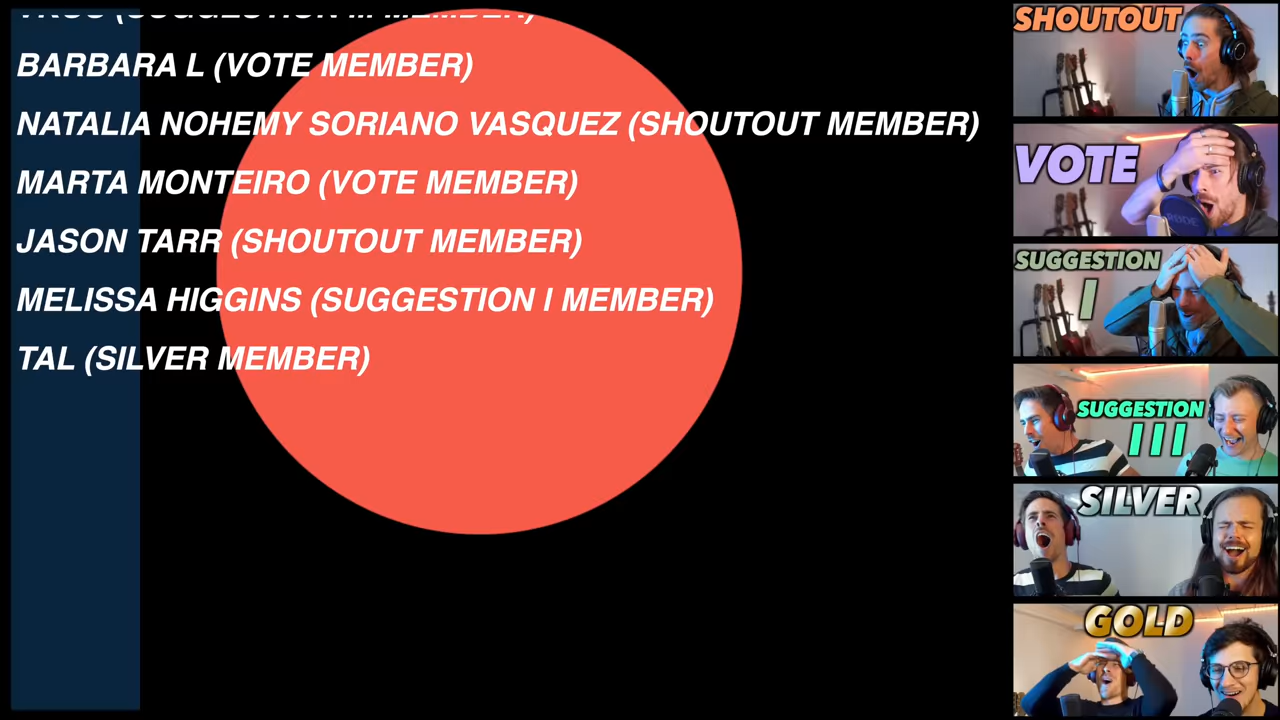 BARBARA L (VOTE MEMBER)
NATALIA NOHEMY SORIANO VASQUEZ (SHOUTOUT MEMBER)
MARTA MONTEIRO (VOTE MEMBER)
JASON TARR (SHOUTOUT MEMBER)
MELISSA HIGGINS (SUGGESTION I MEMBER)
TAL (SILVER MEMBER)
SHOUTOUT
VOTE
SUGGESTION
I
SUGGESTION
III
SILVER
GOLD